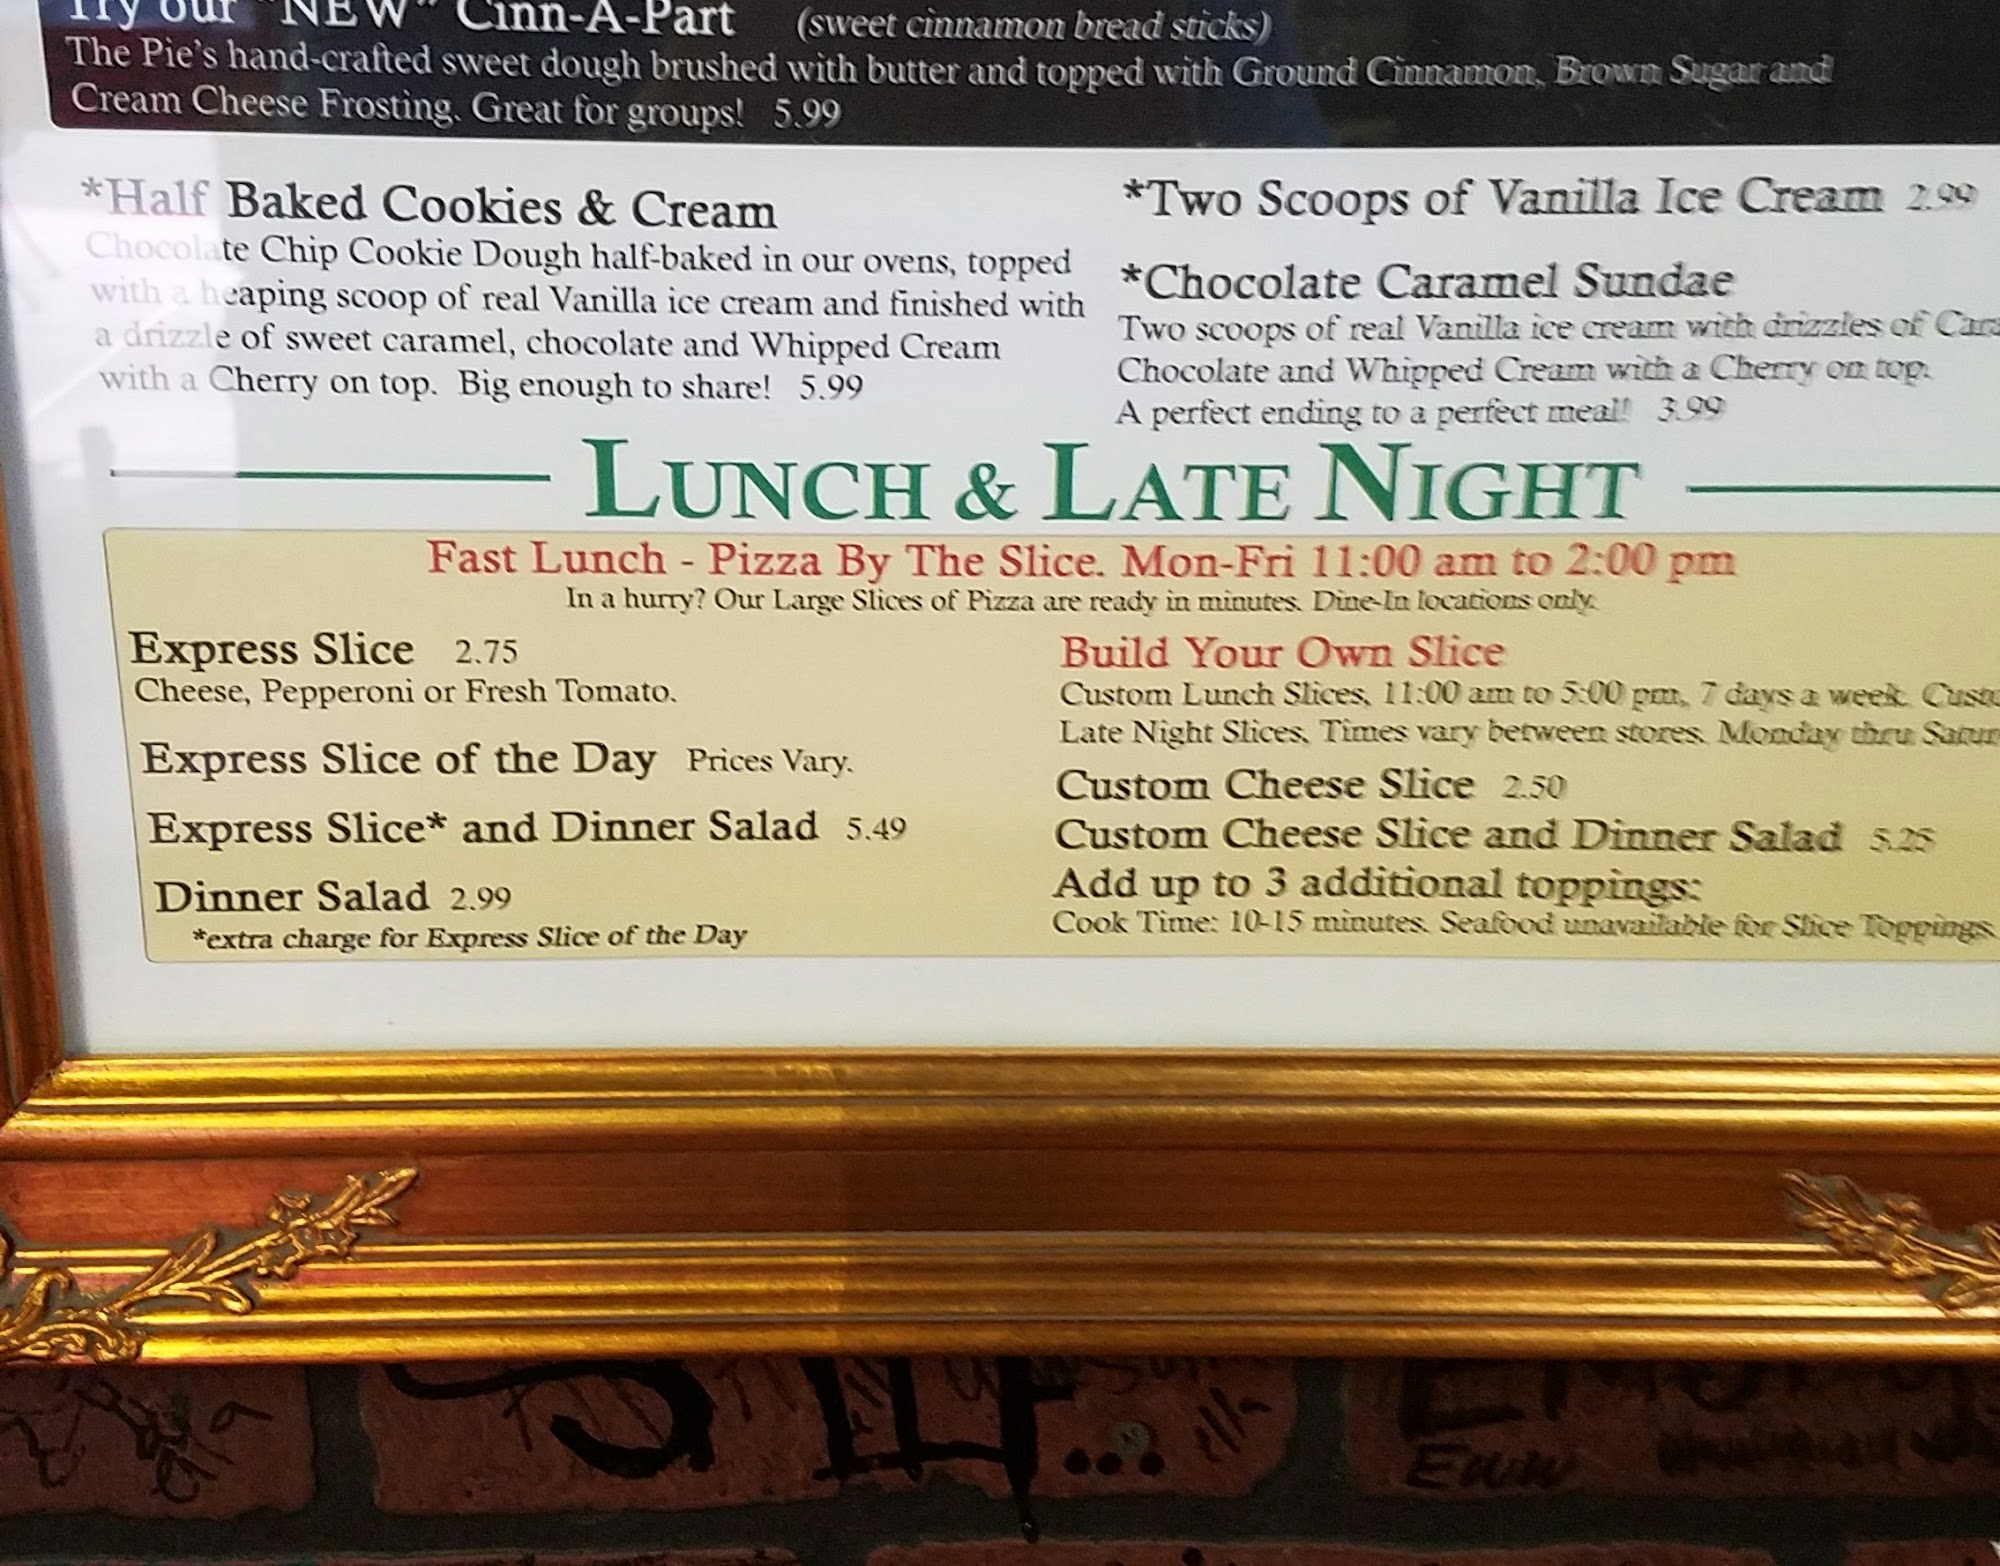 Try our "NEW" Cinn-A-Part (sweet cinnamon bread sticks)
The Pie's hand-crafted sweet dough brushed with butter and topped with Ground Cinnamon, Brown Sugar and
Cream Cheese Frosting. Great for groups! 5.99
*Half Baked Cookies & Cream
Chocolate Chip Cookie Dough half-baked in our ovens, topped
with a heaping scoop of real Vanilla ice cream and finished with
a drizzle of sweet caramel, chocolate and Whipped Cream
with a Cherry on top. Big enough to share! 5.99
*Two Scoops of Vanilla Ice Cream 2.99
*Chocolate Caramel Sundae
Two scoops of real Vanilla ice cream with drizzles of
Chocolate and Whipped Cream with a Cherry on top.
A perfect ending to a perfect meal! 3.99
LUNCH & LATE NIGHT
Fast Lunch - Pizza By The Slice. Mon-Fri 11:00 am to 2:00 pm
In a hurry? Our Large Slices of Pizza are ready in minutes. Dine-In locations only.
Express Slice 2.75
Cheese, Pepperoni or Fresh Tomato.
Express Slice of the Day Prices Vary.
Express Slice* and Dinner Salad 5.49
Dinner Salad 2.99
*extra charge for Express Slice of the Day
Build Your Own Slice
Custom Lunch Slices, 11:00 am to 5:00 pm, 7 days a week.
Late Night Slices, Times vary between stores. Monday thru
Custom Cheese Slice 2.50
Custom Cheese Slice and Dinner Salad 5.25
Add up to 3 additional toppings:
Cook Time: 10-15 minutes. Seafood unavailable for Slice Toppings.
Eww